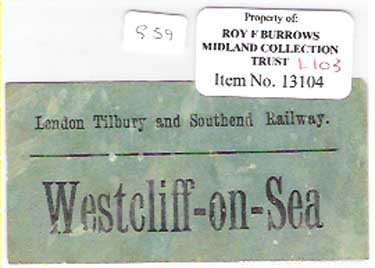 559
Property of:
ROY F BURROWS
MIDLAND COLLECTION
TRUST L103
Item No. 13104
London Tilbury and Southend Railway.
Westcliff-on-Sea